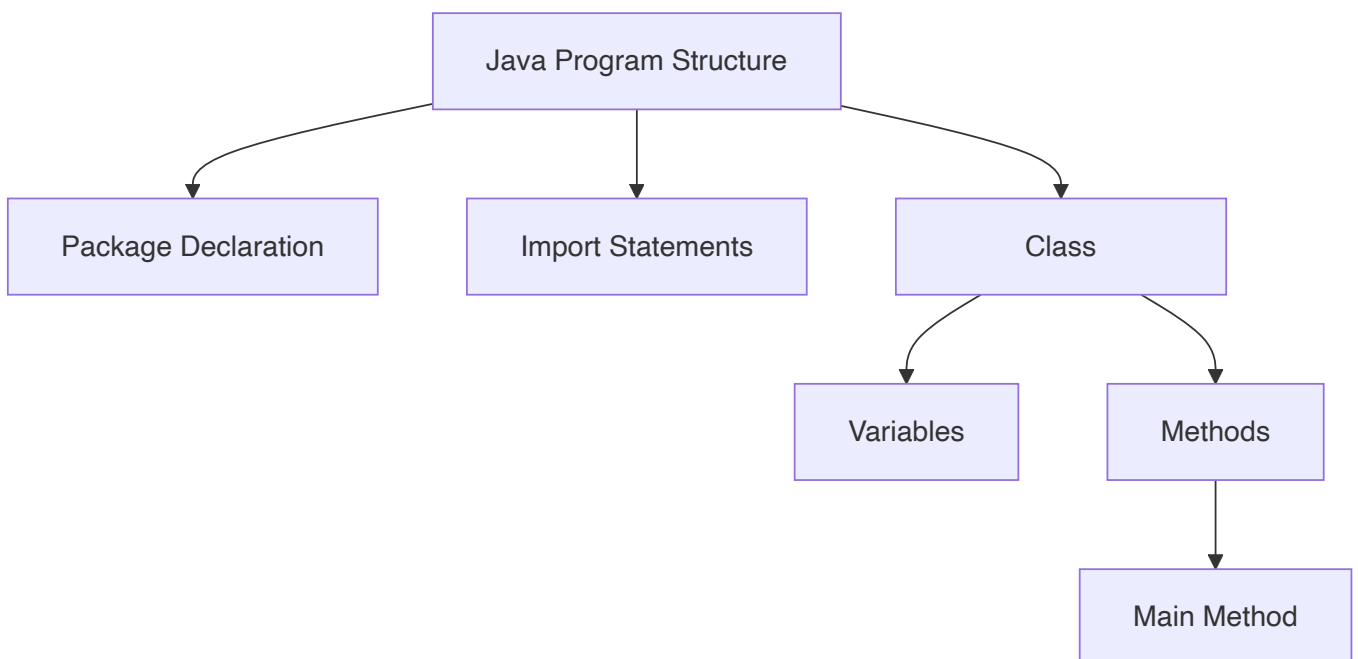 Java Program Structure
Package Declaration
Import Statements
Class
Variables
Methods
Main Method